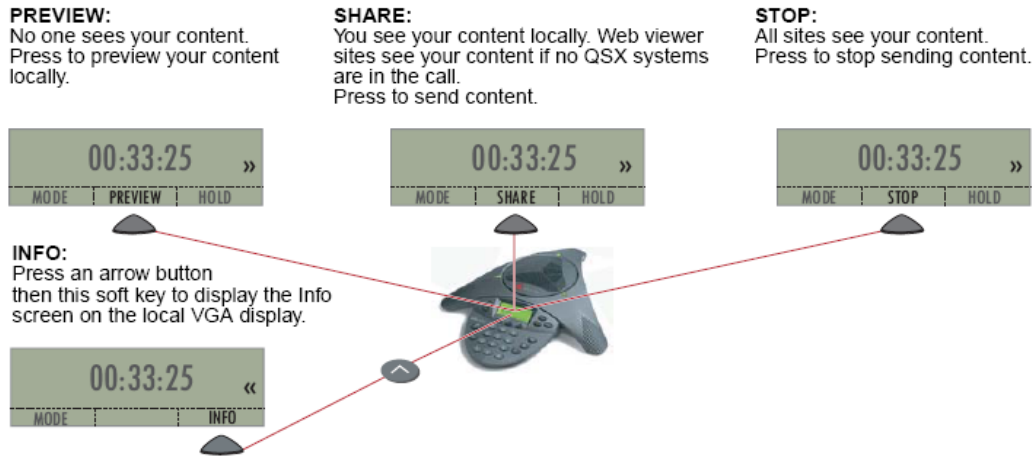 PREVIEW:
No one sees your content.
Press to preview your content
locally.
SHARE:
You see your content locally. Web viewer
sites see your content if no QSX systems
are in the call.
Press to send content.
STOP:
All sites see your content.
Press to stop sending content.
00:33:25 »
MODE PREVIEW HOLD
00:33:25 »
MODE SHARE HOLD
00:33:25 »
MODE STOP HOLD
INFO:
Press an arrow button
then this soft key to display the Info
screen on the local VGA display.
00:33:25 «
MODE INFO